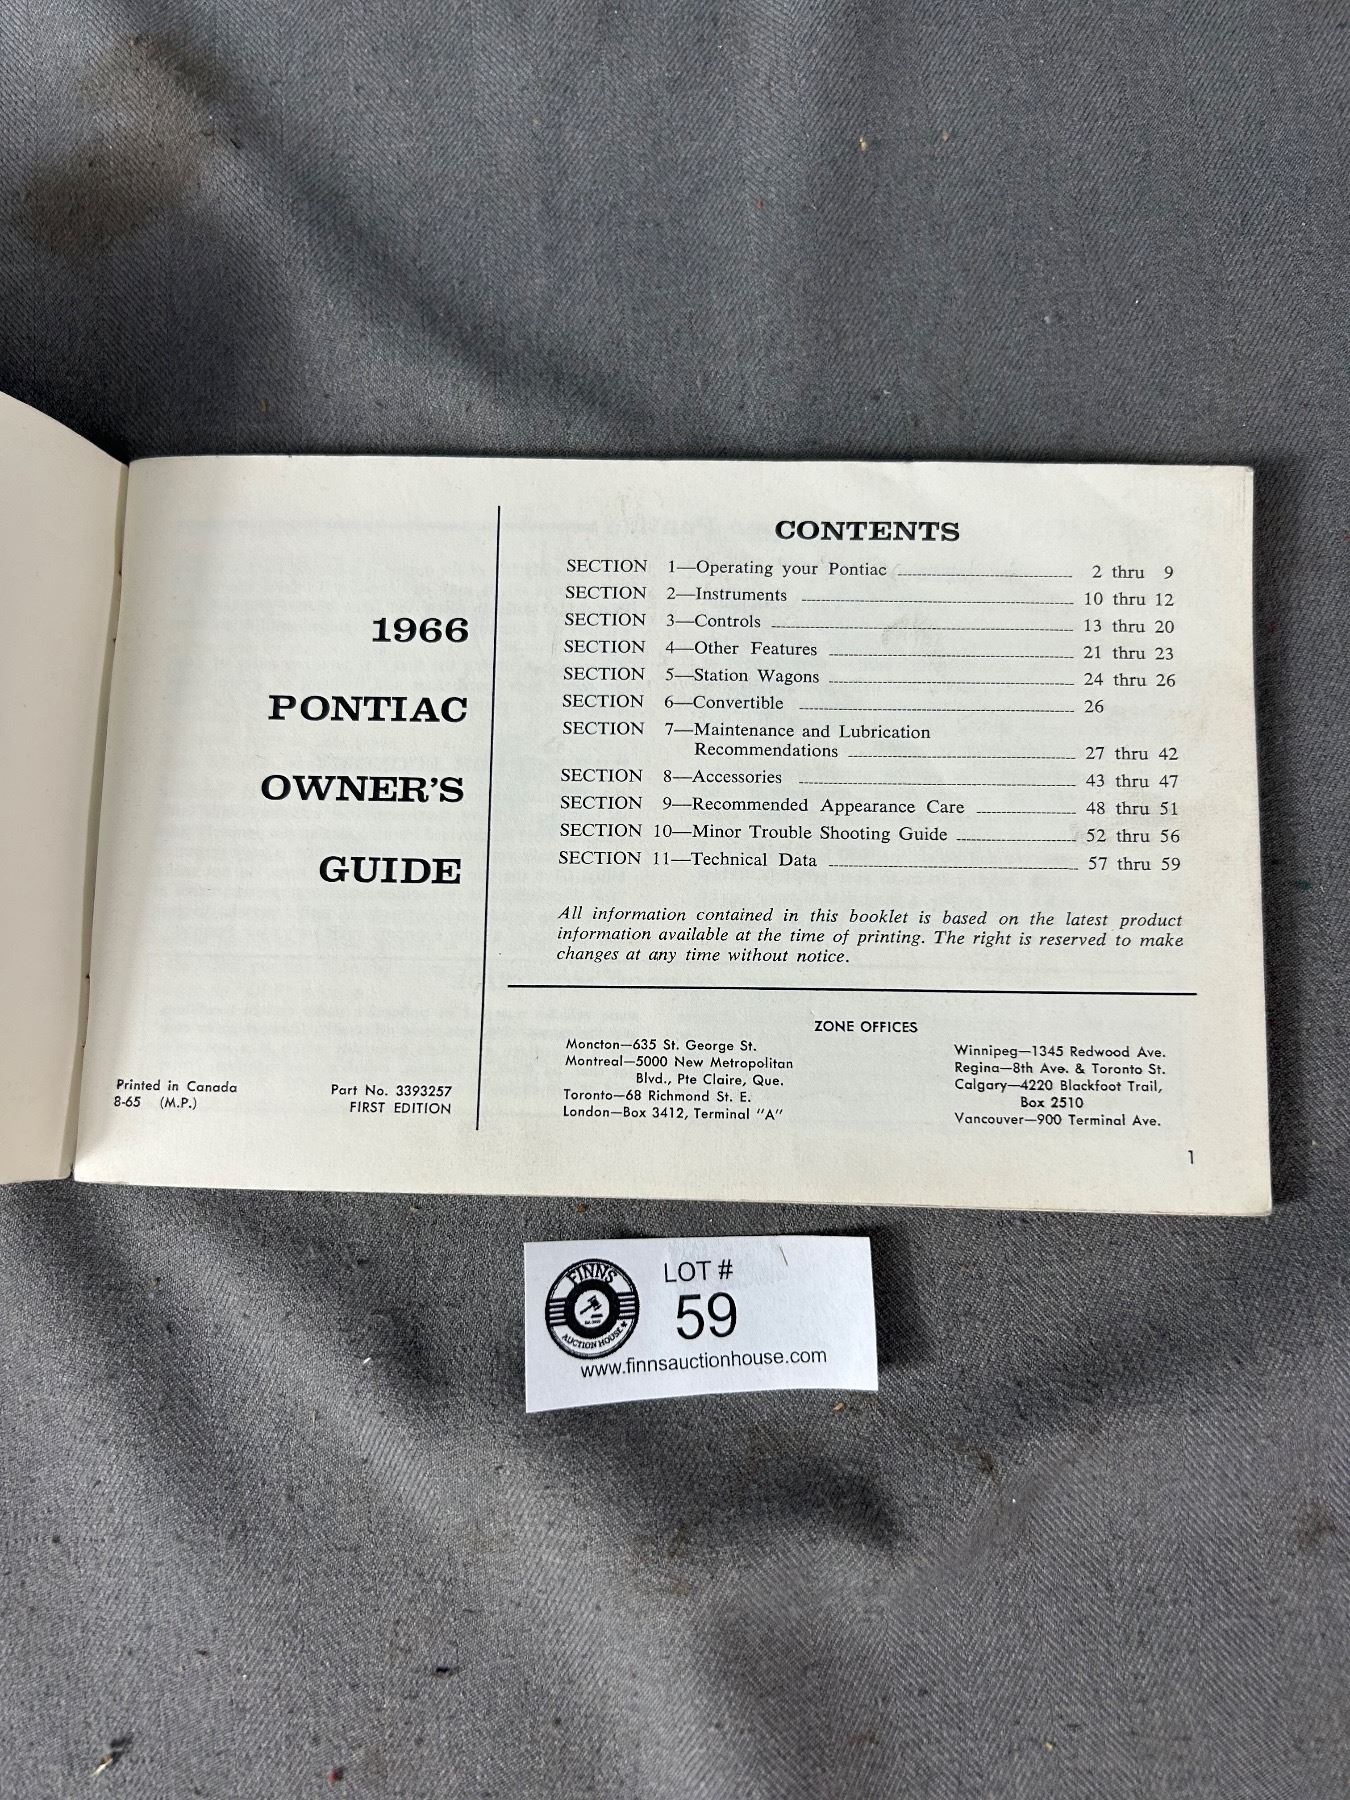 1966
PONTIAC
OWNER'S
GUIDE
Printed in Canada
8-65 (M.P.)
Part No. 3393257
FIRST EDITION
CONTENTS
SECTION 1—Operating your Pontiac 2 thru 9
SECTION 2—Instruments 10 thru 12
SECTION 3—Controls 13 thru 20
SECTION 4—Other Features 21 thru 23
SECTION 5—Station Wagons 24 thru 26
SECTION 6—Convertible 26
SECTION 7—Maintenance and Lubrication
Recommendations 27 thru 42
SECTION 8—Accessories 43 thru 47
SECTION 9—Recommended Appearance Care 48 thru 51
SECTION 10—Minor Trouble Shooting Guide 52 thru 56
SECTION 11—Technical Data 57 thru 59
All information contained in this booklet is based on the latest product
information available at the time of printing. The right is reserved to make
changes at any time without notice.
ZONE OFFICES
Moncton—635 St. George St.
Montreal—5000 New Metropolitan
Blvd., Pte Claire, Que.
Toronto—68 Richmond St. E.
London—Box 3412, Terminal "A"
Winnipeg—1345 Redwood Ave.
Regina—8th Ave. & Toronto St.
Calgary—4220 Blackfoot Trail,
Box 2510
Vancouver—900 Terminal Ave.
1
FINNS
AUCTION HOUSE
LOT #
59
www.finnsauctionhouse.com